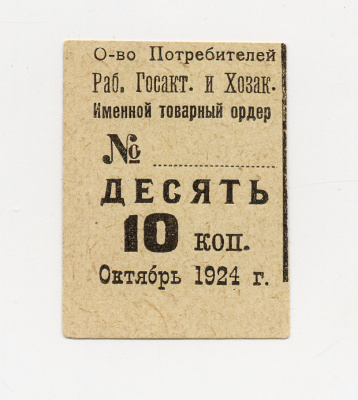 О-во Потребителей
Раб. Госакт. и Хозак.
Именной товарный ордер
№
ДЕСЯТЬ
10 коп.
Октябрь 1924 г.